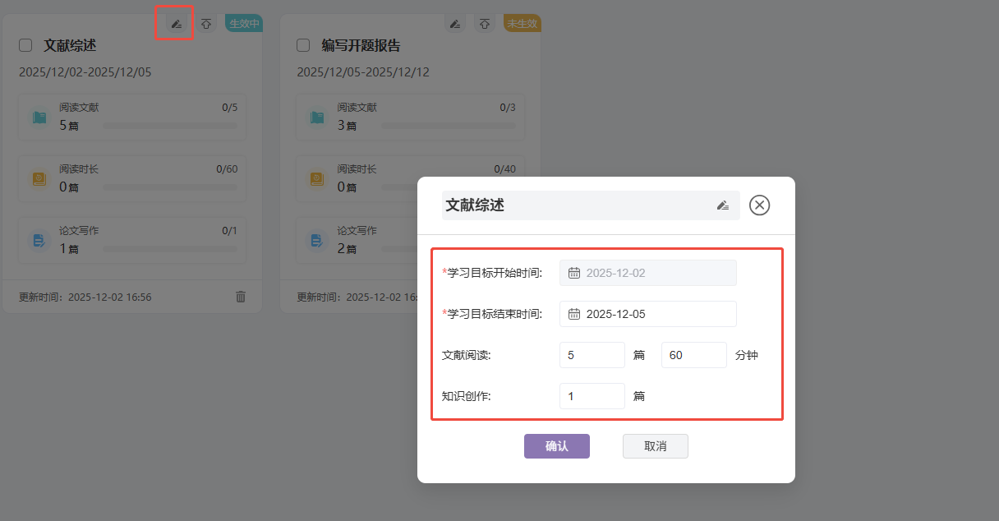 生效中
文献综述
2025/12/02-2025/12/05
阅读文献 0/5
5篇
阅读时长 0/60
0篇
论文写作 0/1
1篇
更新时间：2025-12-02 16:56
未生效
编写开题报告
2025/12/05-2025/12/12
阅读文献 0/3
3篇
阅读时长 0/40
0篇
论文写作
2篇
更新时间：2025-12-02 16:
文献综述
*学习目标开始时间: 2025-12-02
*学习目标结束时间: 2025-12-05
文献阅读: 5 篇 60 分钟
知识创作: 1 篇
确认 取消